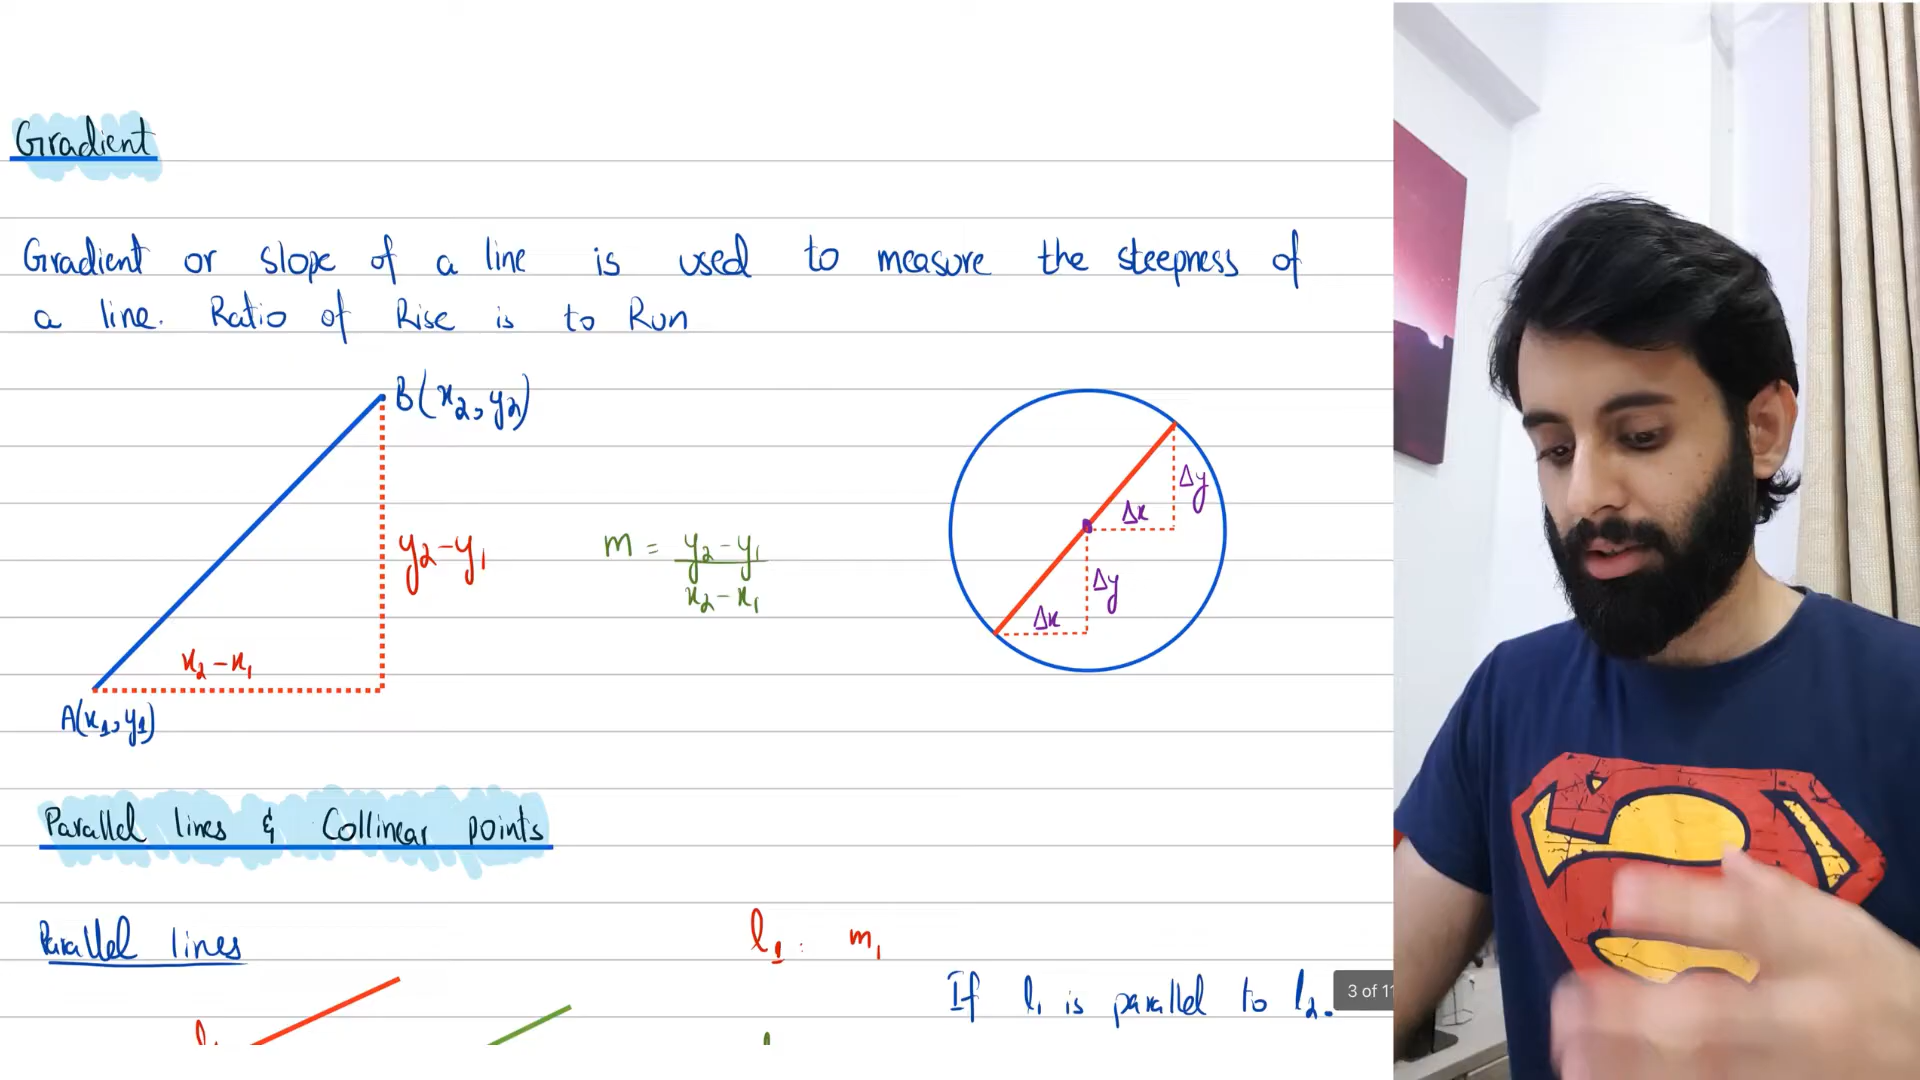 Gradient
Gradient or slope of a line is used to measure the steepness of
a line. Ratio of Rise is to Run
B(x₂,y₂)
y₂-y₁
x₂-x₁
A(x₁,y₁)
m = y₂-y₁
x₂-x₁
Δy
Δx
Δy
Δx
Parallel lines & Collinear points
Parallel lines
l₁: m₁
If l₁ is parallel to l₂.
3 of 11